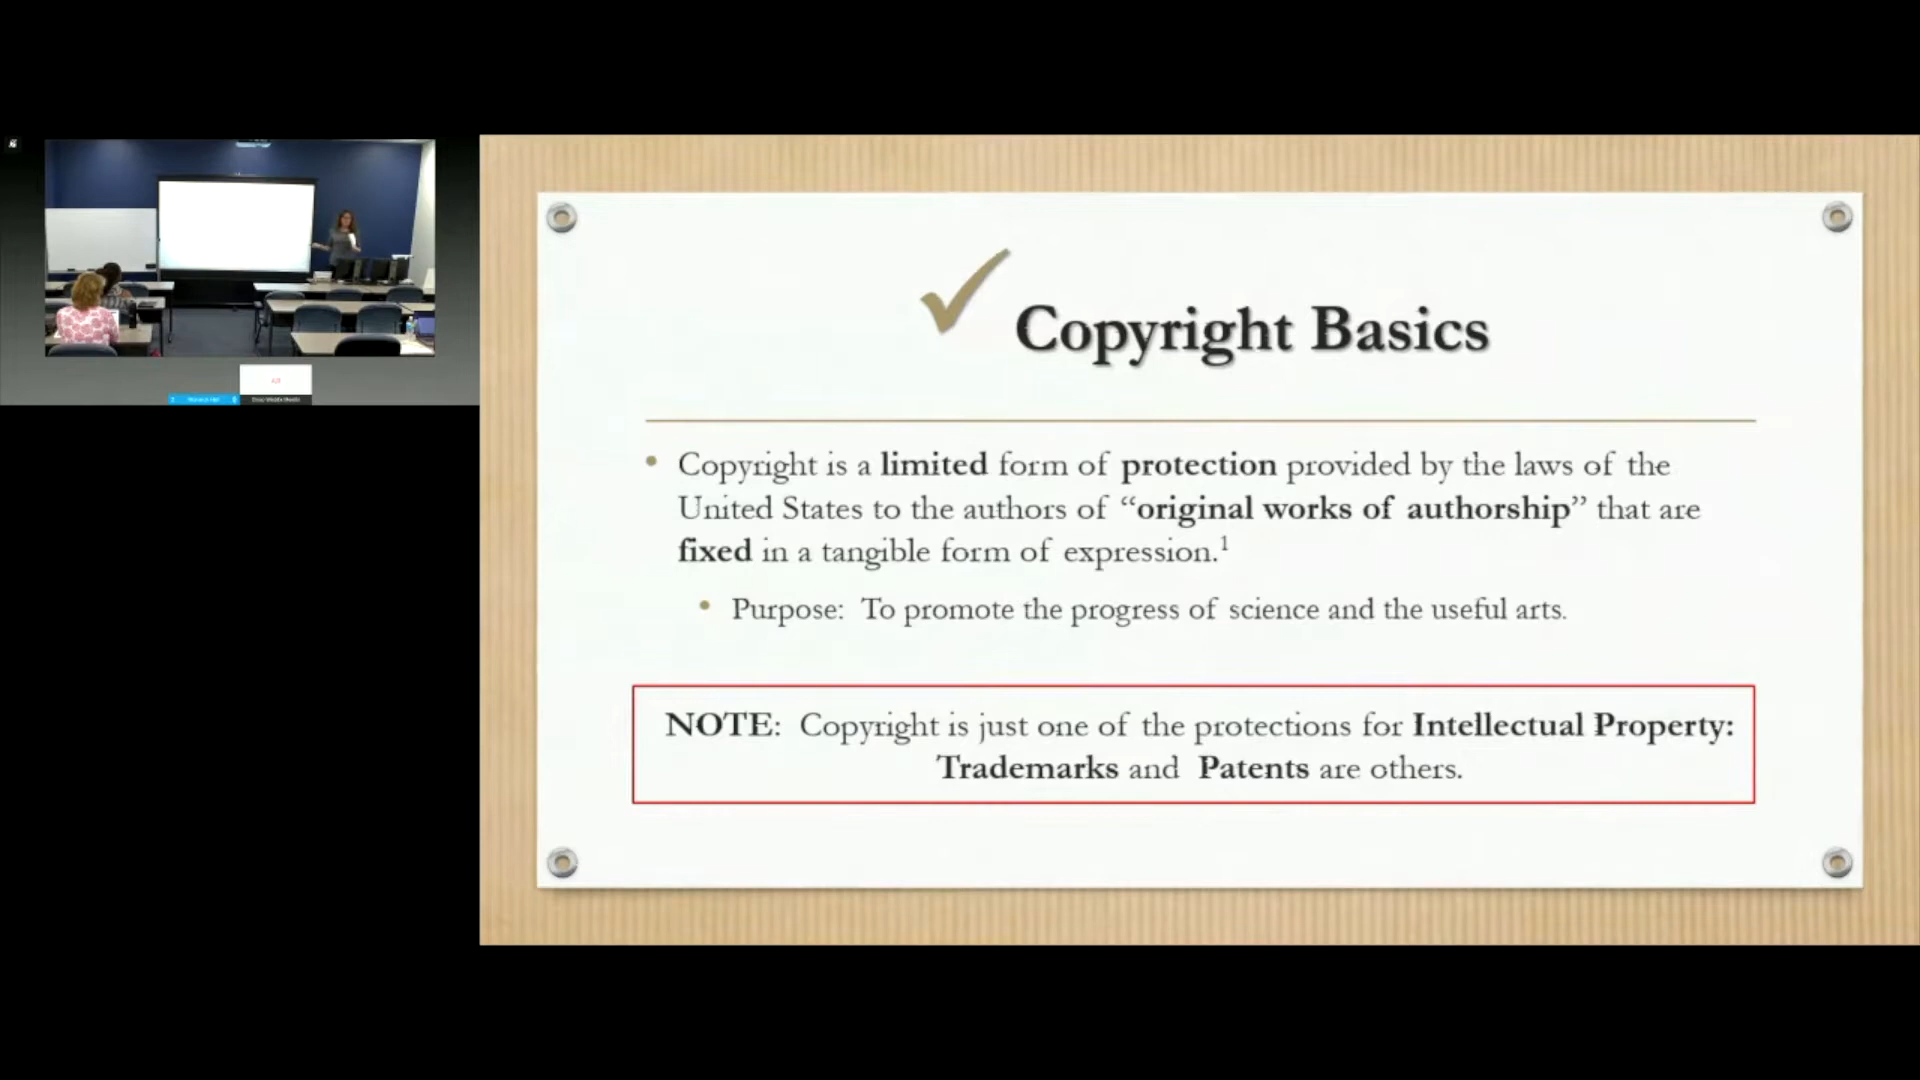 Copyright Basics
• Copyright is a limited form of protection provided by the laws of the
United States to the authors of “original works of authorship” that are
fixed in a tangible form of expression.1
• Purpose: To promote the progress of science and the useful arts.
NOTE: Copyright is just one of the protections for Intellectual Property:
Trademarks and Patents are others.